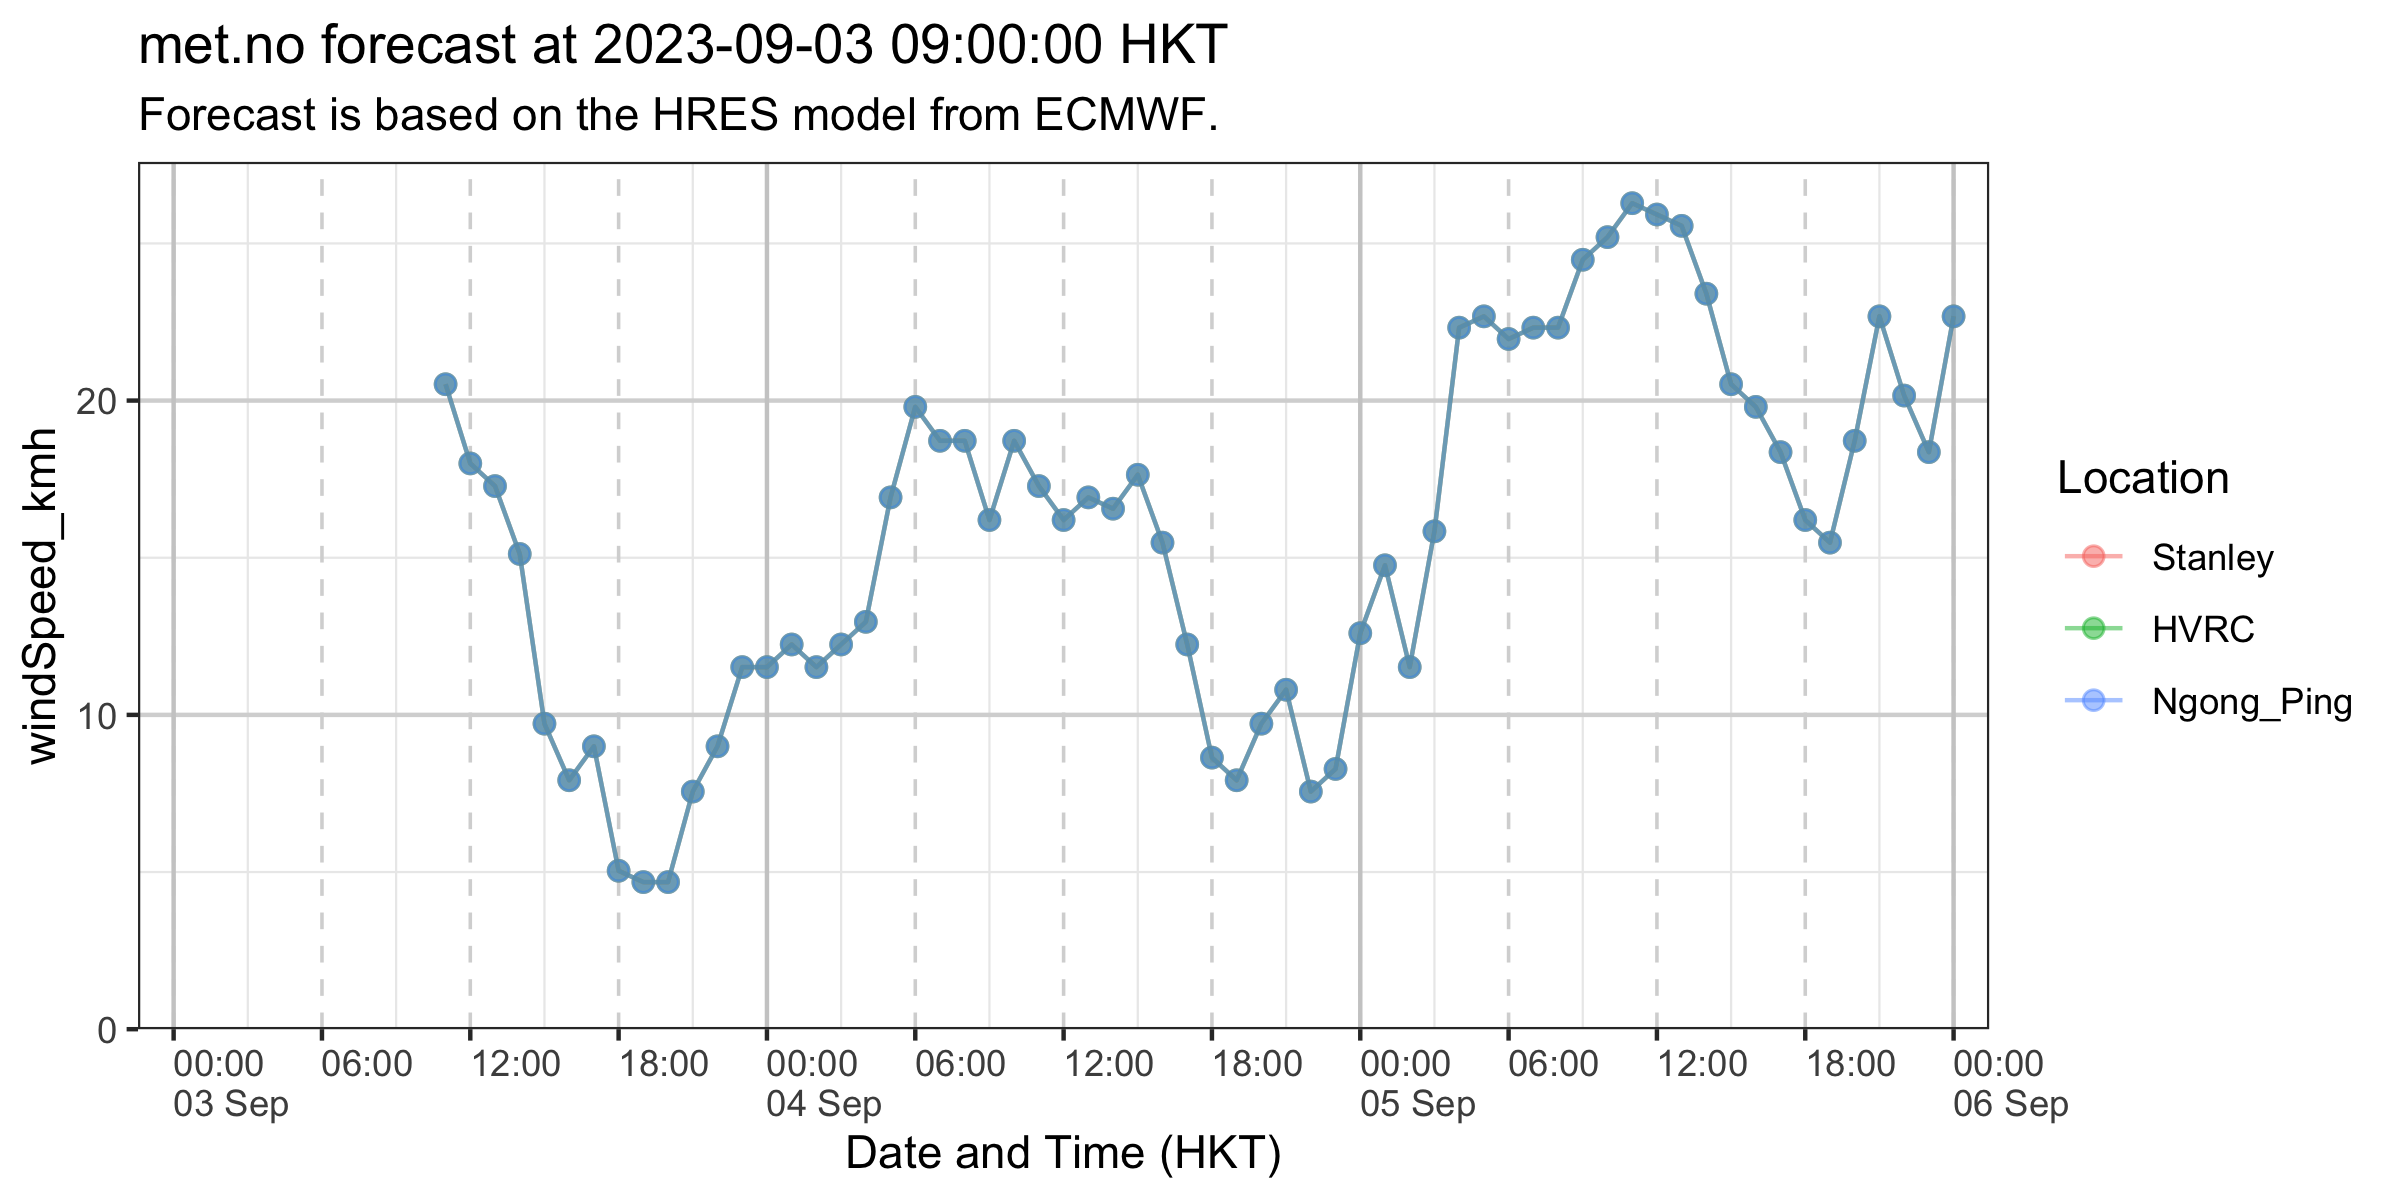 met.no forecast at 2023-09-03 09:00:00 HKT
Forecast is based on the HRES model from ECMWF.
windSpeed_kmh
20
10
0
00:00 06:00 12:00 18:00 00:00 06:00 12:00 18:00 00:00 06:00 12:00 18:00 00:00
03 Sep 04 Sep 05 Sep 06 Sep
Date and Time (HKT)
Location
Stanley
HVRC
Ngong_Ping